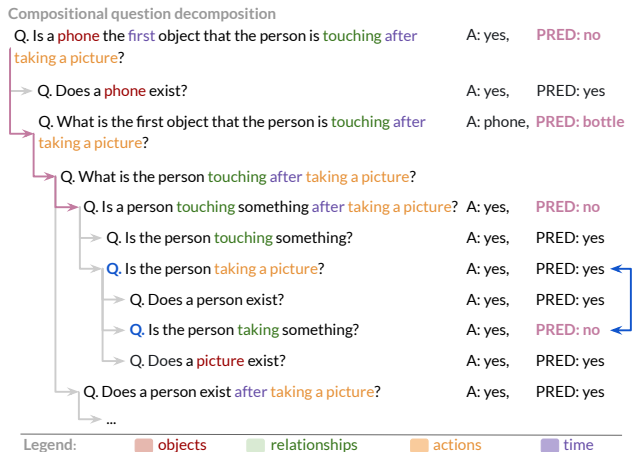 Compositional question decomposition
Q. Is a phone the first object that the person is touching after A: yes, PRED: no
taking a picture?
Q. Does a phone exist? A: yes, PRED: yes
Q. What is the first object that the person is touching after A: phone, PRED: bottle
taking a picture?
Q. What is the person touching after taking a picture?
Q. Is a person touching something after taking a picture? A: yes, PRED: no
Q. Is the person touching something? A: yes, PRED: yes
Q. Is the person taking a picture? A: yes, PRED: yes
Q. Does a person exist? A: yes, PRED: yes
Q. Is the person taking something? A: yes, PRED: no
Q. Does a picture exist? A: yes, PRED: yes
Q. Does a person exist after taking a picture? A: yes, PRED: yes
...
Legend: objects relationships actions time